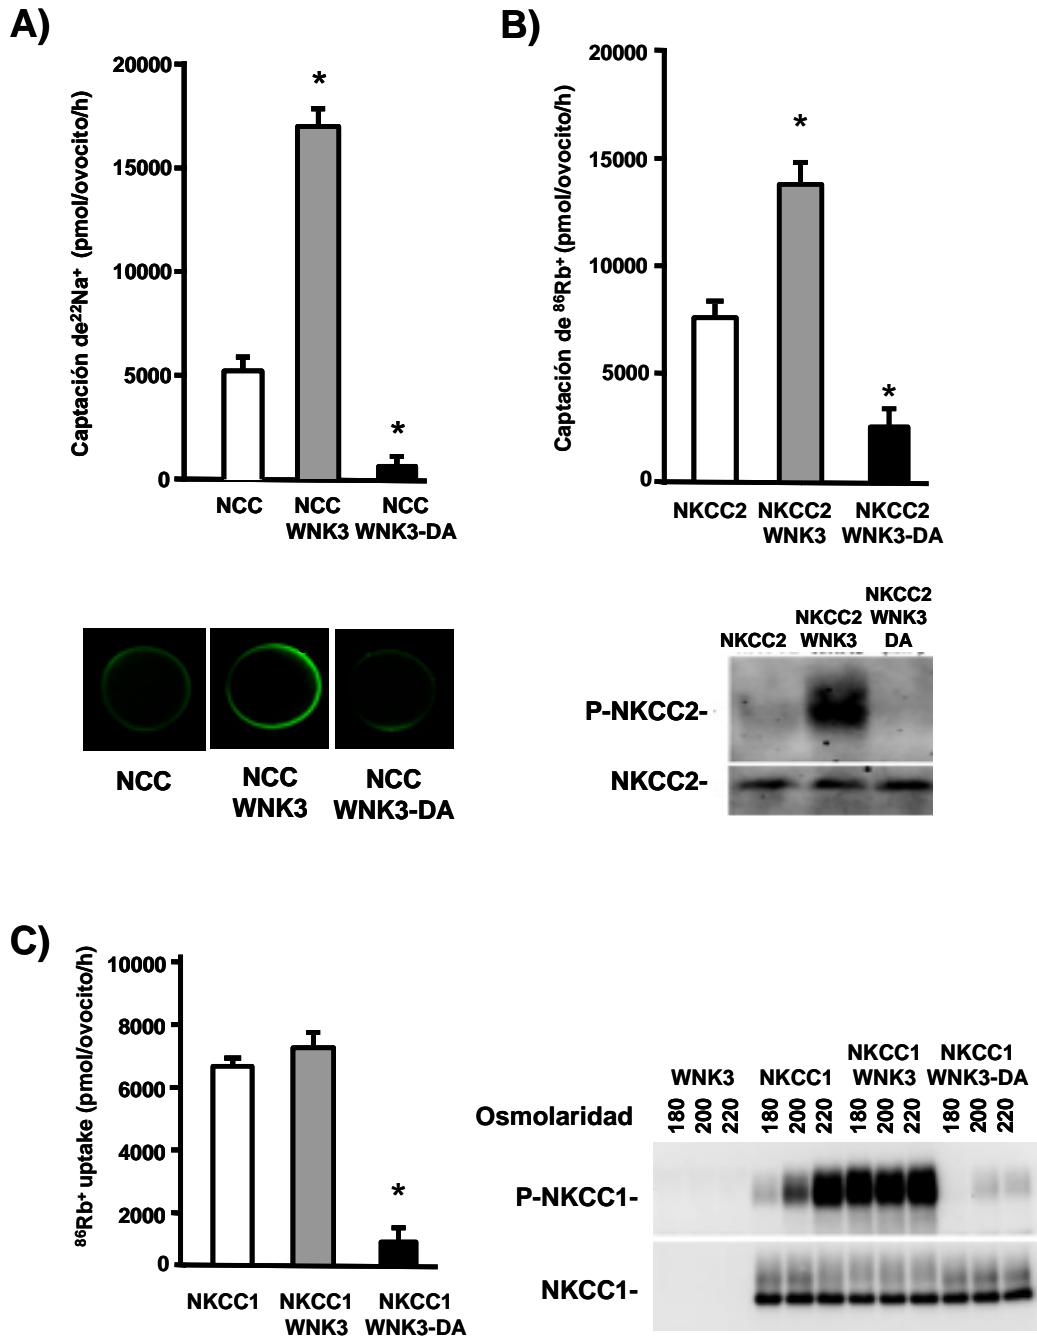 A)
Captación de²²Na⁺ (pmol/ovocito/h)
20000
15000
10000
5000
0
*
*
NCC
NCC
WNK3
NCC
WNK3-DA
NCC
NCC
WNK3
NCC
WNK3-DA
B)
Captación de ⁸⁶Rb⁺ (pmol/ovocito/h)
20000
15000
10000
5000
0
*
*
NKCC2
NKCC2
WNK3
NKCC2
WNK3-DA
NKCC2
NKCC2
WNK3
NKCC2
WNK3
DA
P-NKCC2-
NKCC2-
C)
⁸⁶Rb⁺ uptake (pmol/ovocito/h)
10000
8000
6000
4000
2000
0
*
NKCC1
NKCC1
WNK3
NKCC1
WNK3-DA
WNK3
NKCC1
NKCC1
WNK3
NKCC1
WNK3-DA
Osmolaridad
180 200 220 180 200 220 180 200 220 180 200 220
P-NKCC1-
NKCC1-